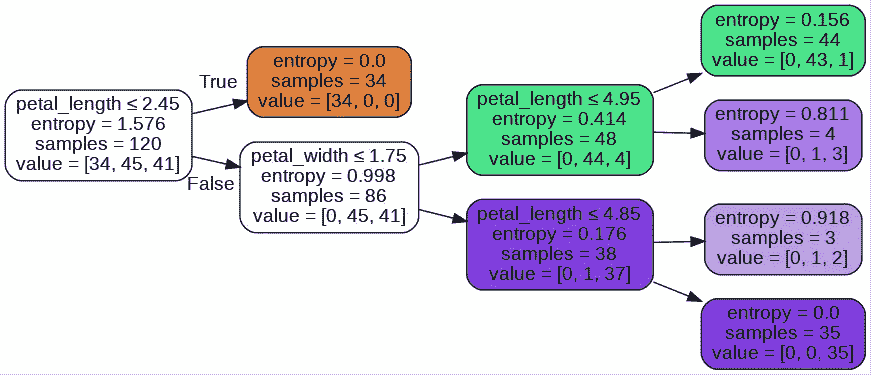 petal_length ≤ 2.45
entropy = 1.576
samples = 120
value = [34, 45, 41]
True
False
entropy = 0.0
samples = 34
value = [34, 0, 0]
petal_width ≤ 1.75
entropy = 0.998
samples = 86
value = [0, 45, 41]
petal_length ≤ 4.95
entropy = 0.414
samples = 48
value = [0, 44, 4]
petal_length ≤ 4.85
entropy = 0.176
samples = 38
value = [0, 1, 37]
entropy = 0.156
samples = 44
value = [0, 43, 1]
entropy = 0.811
samples = 4
value = [0, 1, 3]
entropy = 0.918
samples = 3
value = [0, 1, 2]
entropy = 0.0
samples = 35
value = [0, 0, 35]